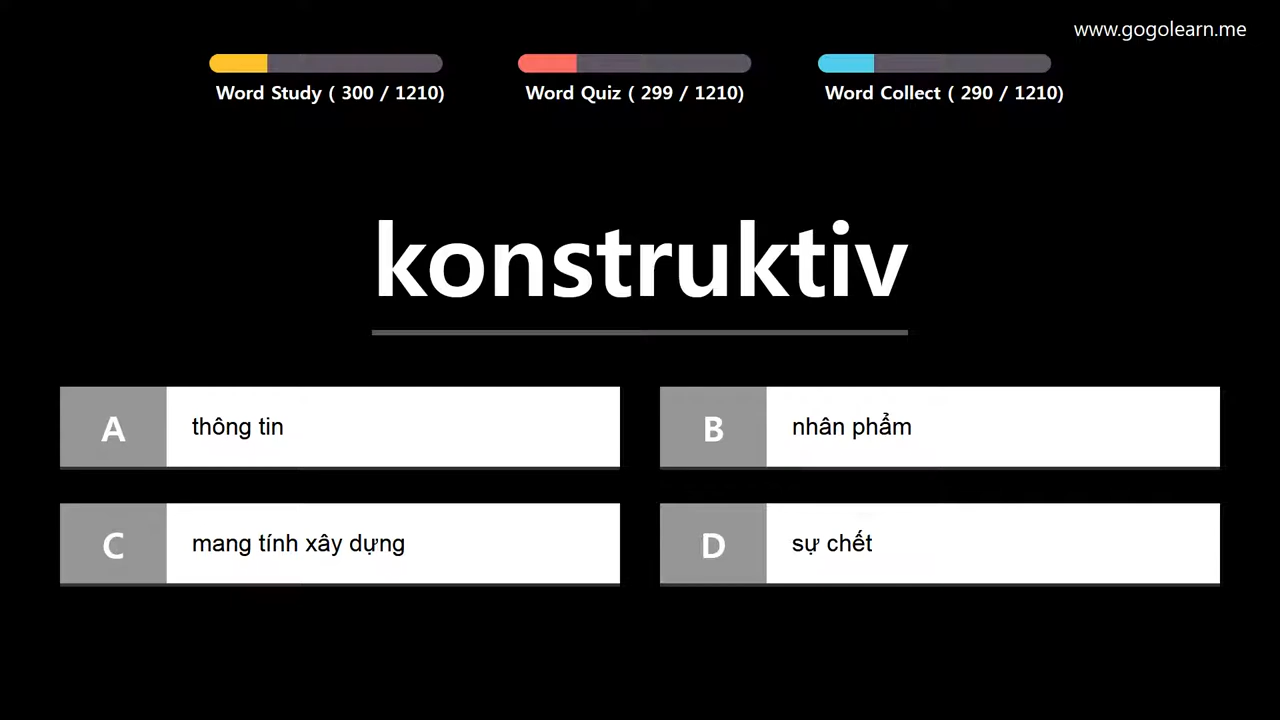 www.gogolearn.me
Word Study ( 300 / 1210)
Word Quiz ( 299 / 1210)
Word Collect ( 290 / 1210)
konstruktiv
A thông tin
B nhân phẩm
C mang tính xây dựng
D sự chết